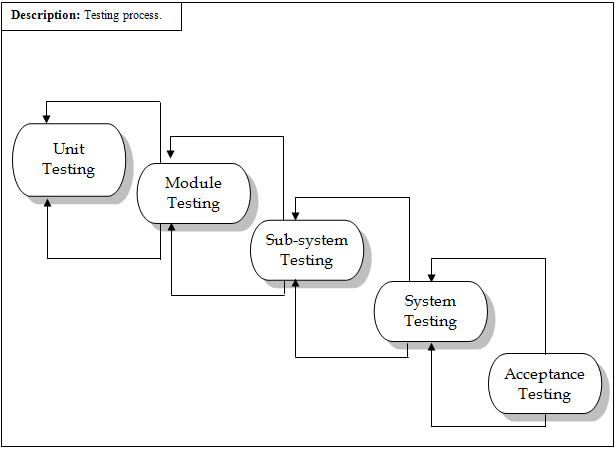 Description: Testing process.
Unit
Testing
Module
Testing
Sub-system
Testing
System
Testing
Acceptance
Testing